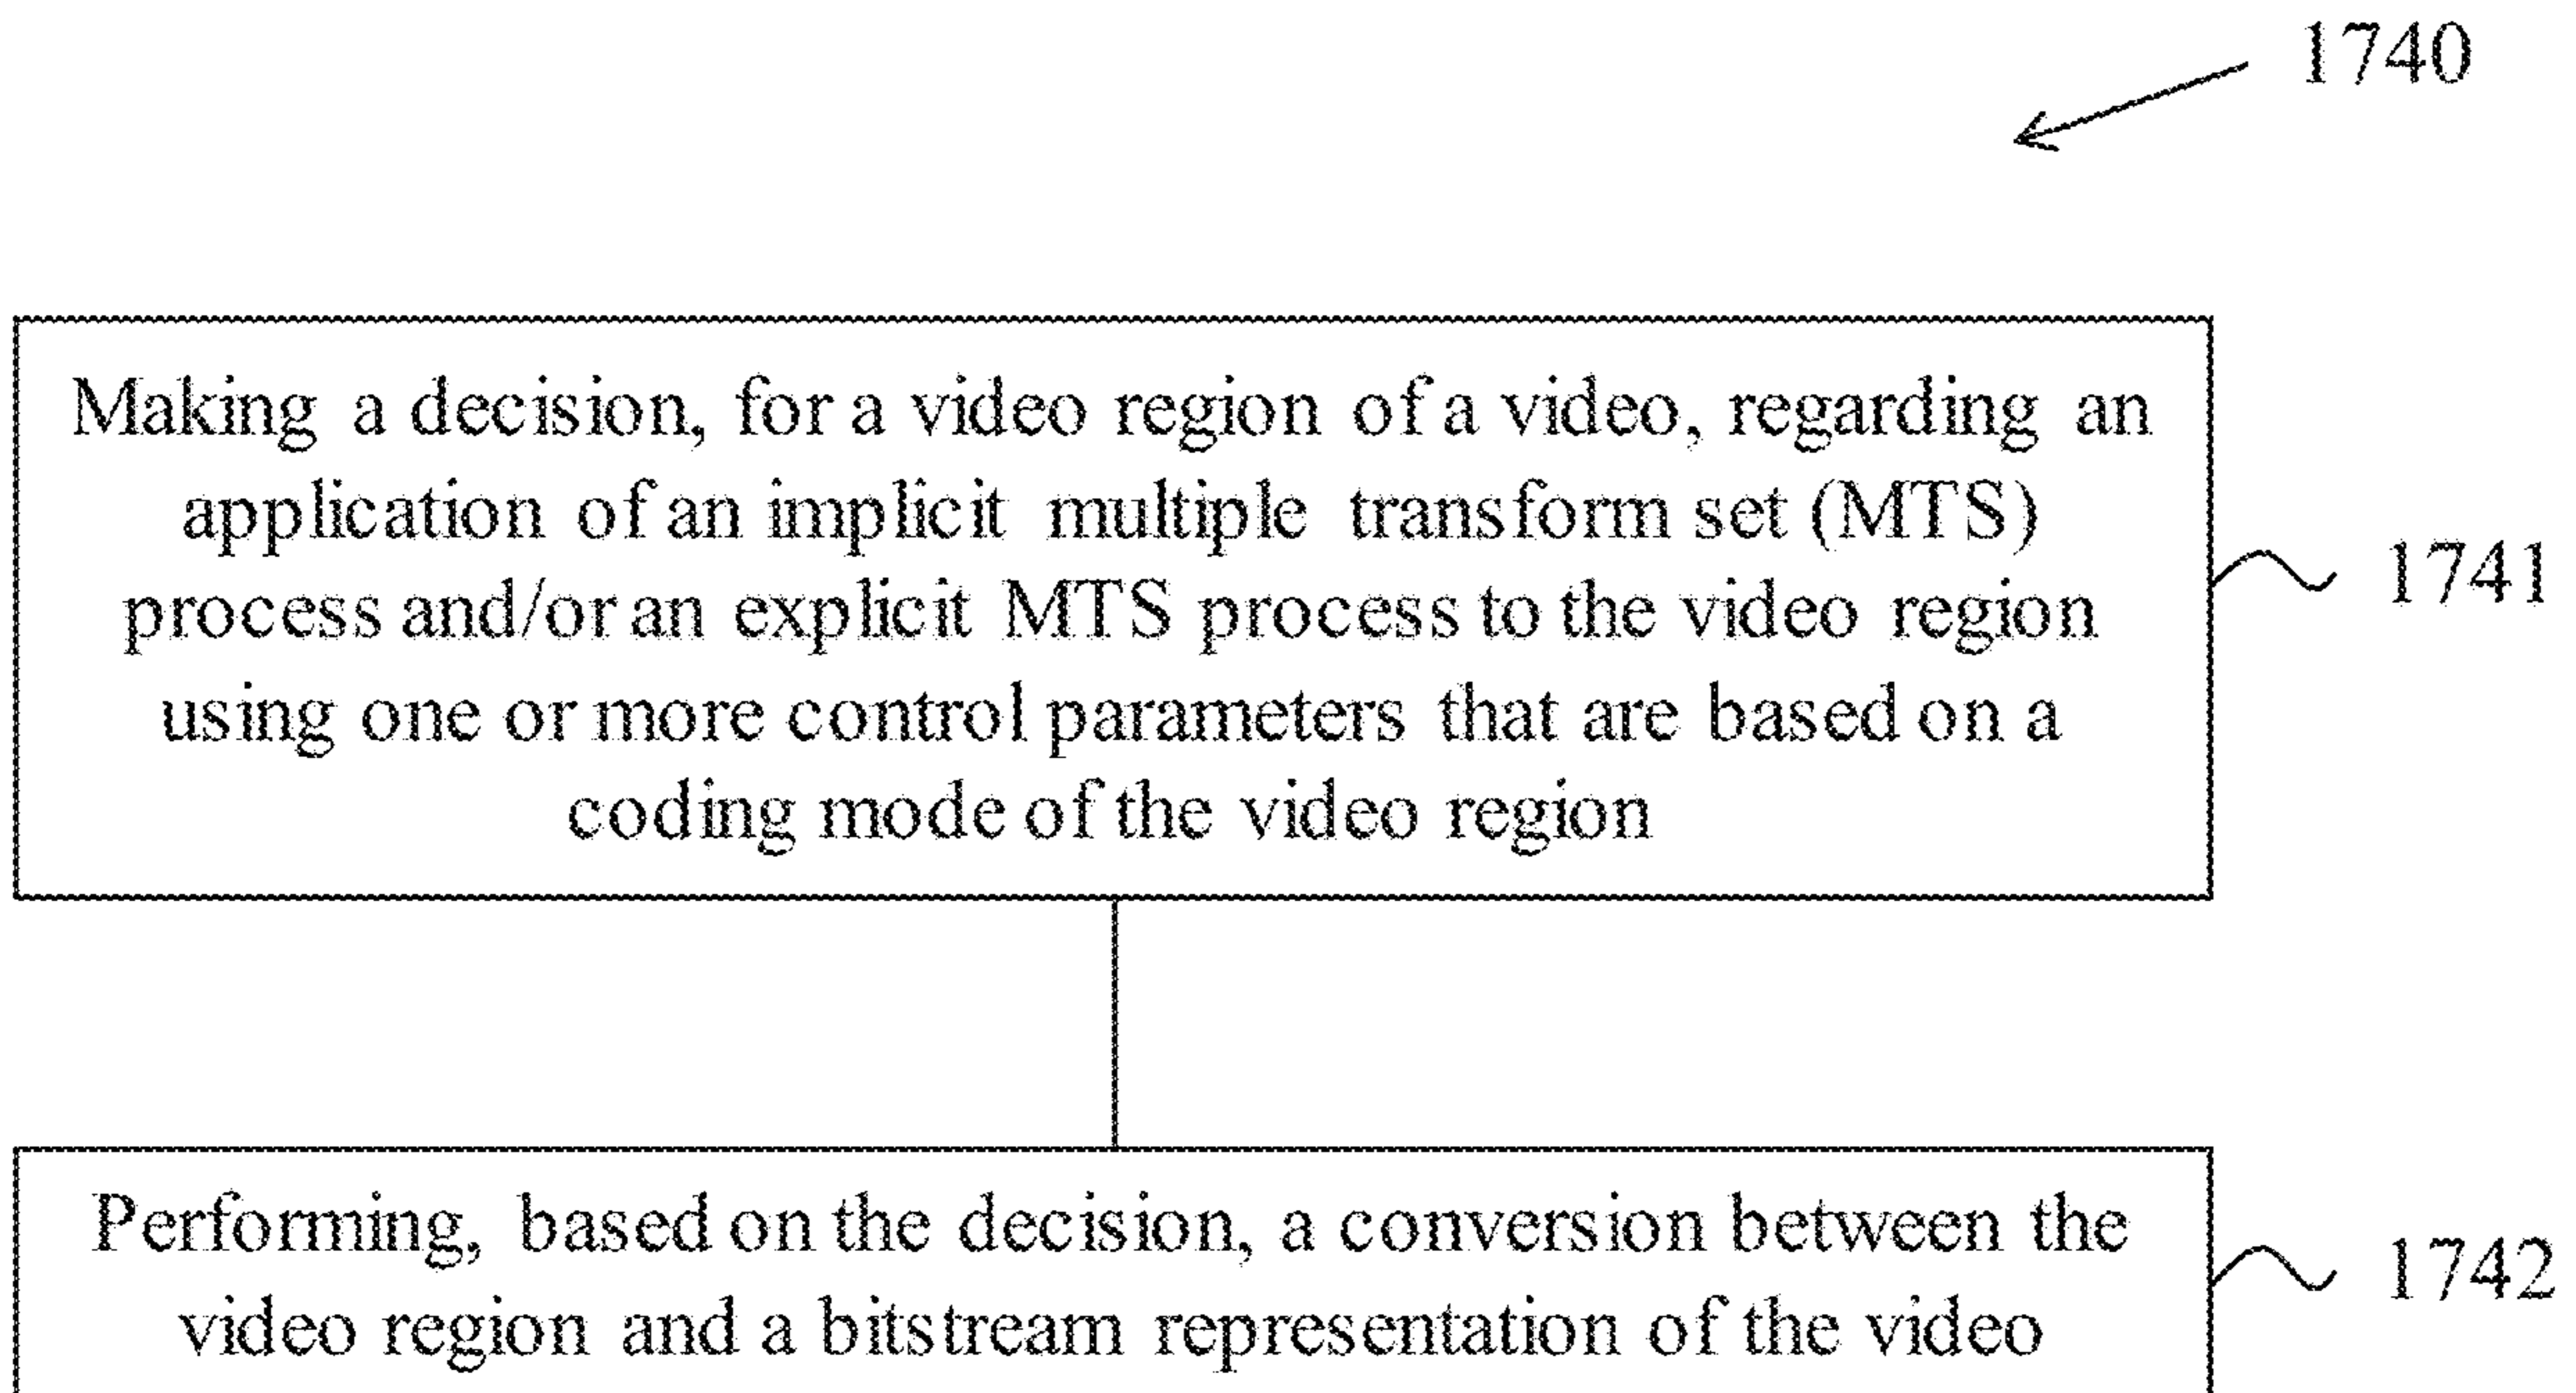 1740
Making a decision, for a video region of a video, regarding an
application of an implicit multiple transform set (MTS)
process and/or an explicit MTS process to the video region
using one or more control parameters that are based on a
coding mode of the video region
1741
Performing, based on the decision, a conversion between the
video region and a bitstream representation of the video
1742